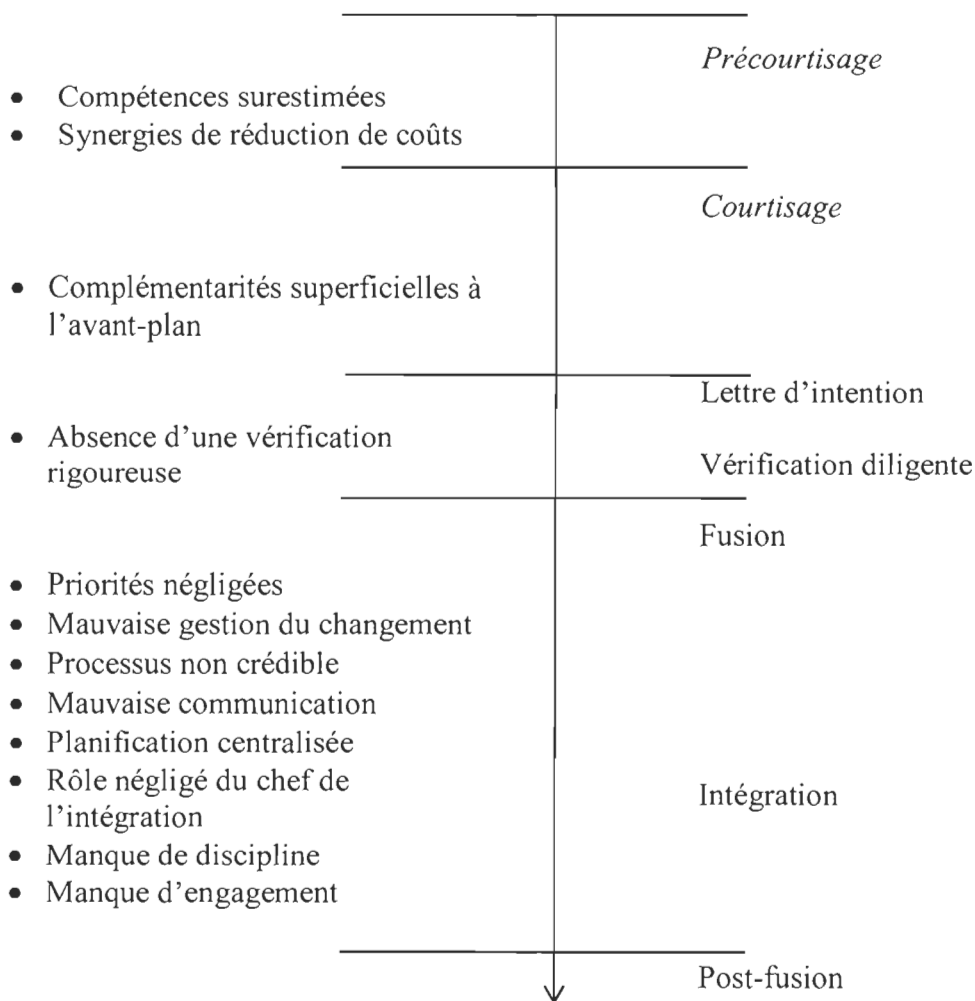 Précourtisage
• Compétences surestimées
• Synergies de réduction de coûts
Courtisage
• Complémentarités superficielles à
l'avant-plan
Lettre d'intention
• Absence d'une vérification
rigoureuse
Vérification diligente
Fusion
• Priorités négligées
• Mauvaise gestion du changement
• Processus non crédible
• Mauvaise communication
• Planification centralisée
• Rôle négligé du chef de
l'intégration
Intégration
• Manque de discipline
• Manque d'engagement
Post-fusion